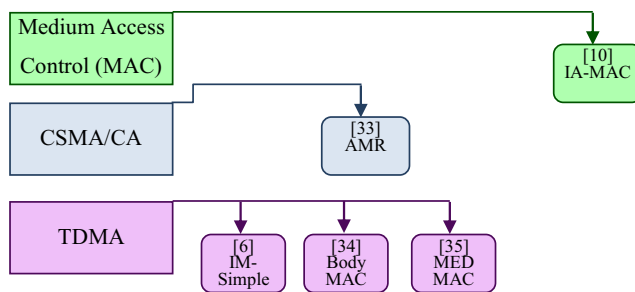 Medium Access
Control (MAC)
[10]
IA-MAC
CSMA/CA
[33]
AMR
TDMA
[6]
IM-
Simple
[34]
Body
MAC
[35]
MED
MAC